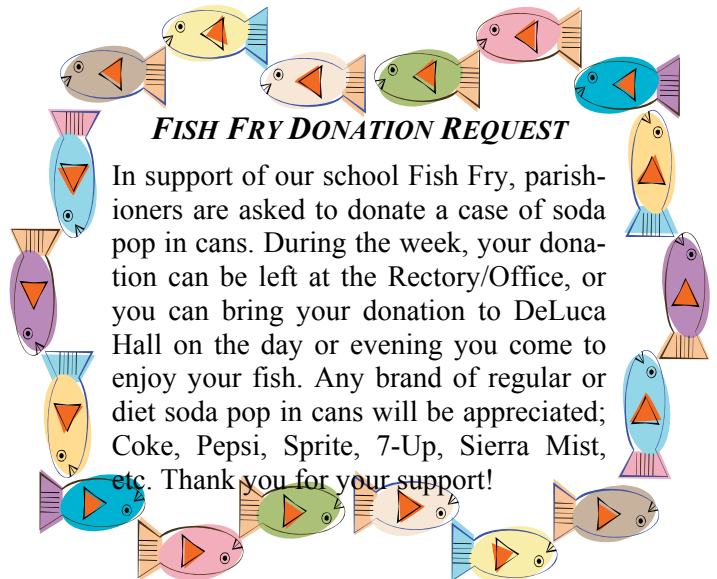 FISH FRY DONATION REQUEST
In support of our school Fish Fry, parish-
ioners are asked to donate a case of soda
pop in cans. During the week, your dona-
tion can be left at the Rectory/Office, or
you can bring your donation to DeLuca
Hall on the day or evening you come to
enjoy your fish. Any brand of regular or
diet soda pop in cans will be appreciated;
Coke, Pepsi, Sprite, 7-Up, Sierra Mist,
etc. Thank you for your support!